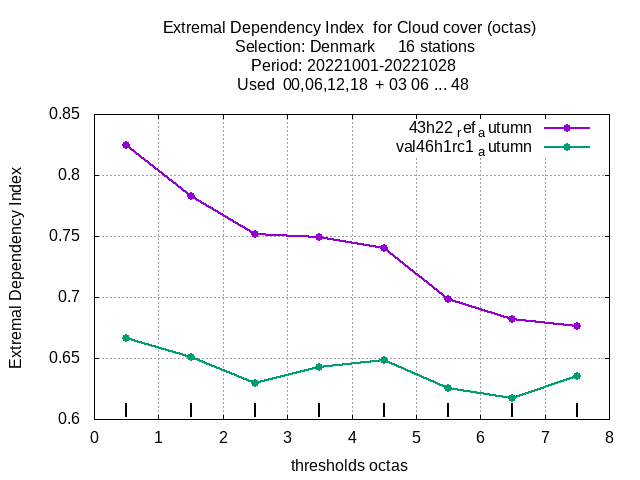 Extremal Dependency Index  for Cloud cover (octas)
Selection: Denmark     16 stations
Period: 20221001-20221028
Used  00,06,12,18  + 03 06 ... 48
0.85
43h22 ref autumn
val46h1rc1 autumn
0.8
0.75
0.7
0.65
0.6
Extremal Dependency Index
0 1 2 3 4 5 6 7 8
thresholds octas